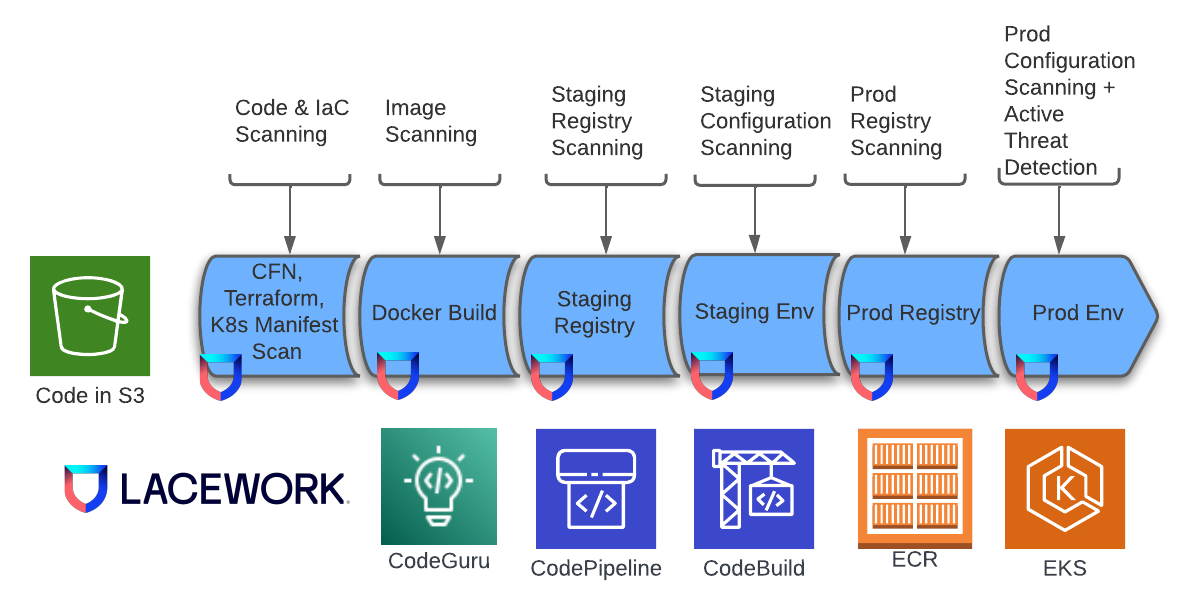 Code & IaC
Scanning
Image
Scanning
Staging
Registry
Scanning
Staging
Configuration
Scanning
Prod
Registry
Scanning
Prod
Configuration
Scanning +
Active
Threat
Detection
Code in S3
CFN,
Terraform,
K8s Manifest
Scan
Docker Build
Staging
Registry
Staging Env
Prod Registry
Prod Env
LACEWORK
</>
CodeGuru
</>
CodePipeline
</>
CodeBuild
ECR
K
EKS